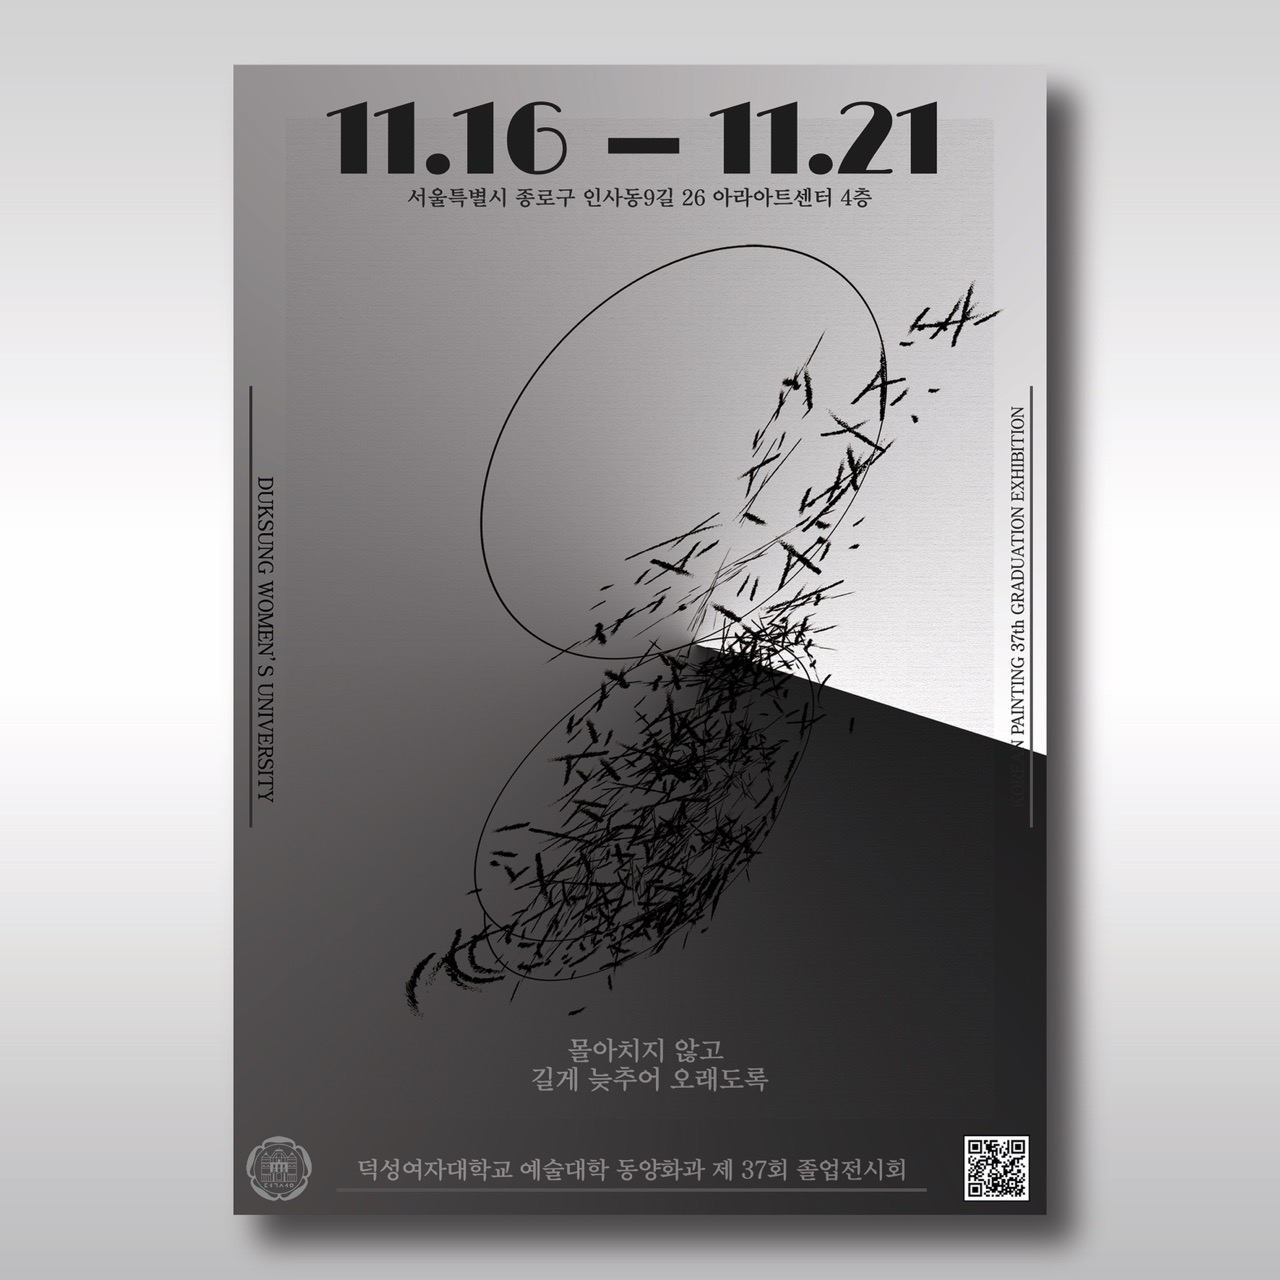 11.16 – 11.21
서울특별시 종로구 인사동9길 26 아라아트센터 4층
DUKSUNG WOMEN'S UNIVERSITY
KOREAN PAINTING 37th GRADUATION EXHIBITION
몰아치지 않고
길게 늦추어 오래도록
덕성여자대학교 예술대학 동양화과 제 37회 졸업전시회